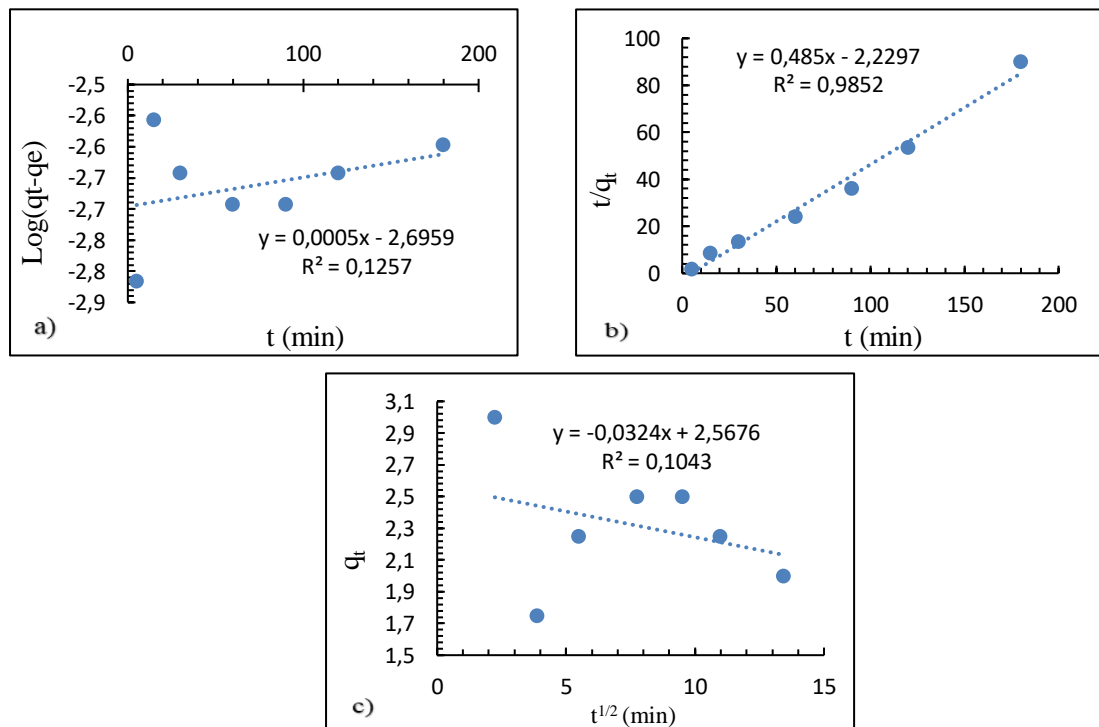 0 100 200
-2,5
-2,6
-2,6
-2,7
-2,7
-2,8
-2,8
-2,9
Log(qt-qe)
y = 0,0005x - 2,6959
R² = 0,1257
a)
t (min)
100
80
60
40
20
0
t/qt
y = 0,485x - 2,2297
R² = 0,9852
0 50 100 150 200
b)
t (min)
3,1
2,9
2,7
2,5
2,3
2,1
1,9
1,7
1,5
qt
y = -0,0324x + 2,5676
R² = 0,1043
0 5 10 15
c)
t1/2 (min)